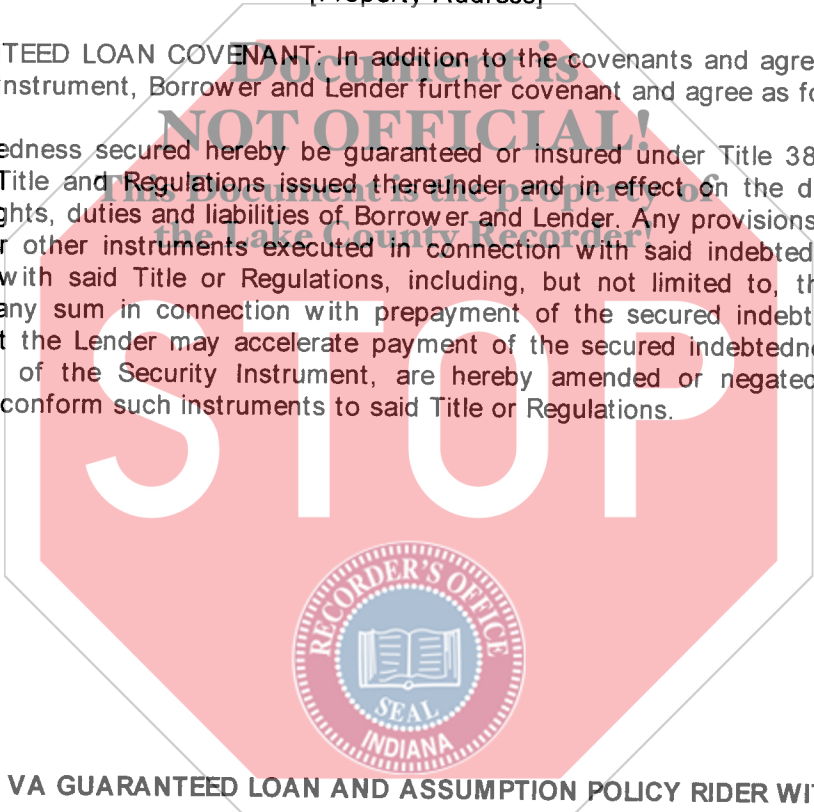 [Property Address]
TEED LOAN COVENANT: In addition to the covenants and agre
nstrument, Borrower and Lender further covenant and agree as fo
edness secured hereby be guaranteed or insured under Title 38
Title and Regulations issued thereunder and in effect on the d
ghts, duties and liabilities of Borrower and Lender. Any provisions
r other instruments executed in connection with said indebted
with said Title or Regulations, including, but not limited to, th
any sum in connection with prepayment of the secured indebt
t the Lender may accelerate payment of the secured indebtedn
of the Security Instrument, are hereby amended or negated
conform such instruments to said Title or Regulations.
Document is
NOT OFFICIAL!
This Document is the property of
the Lake County Recorder!
STOP
RECORDER'S OFFICE
SEAL
INDIANA
VA GUARANTEED LOAN AND ASSUMPTION POLICY RIDER WI